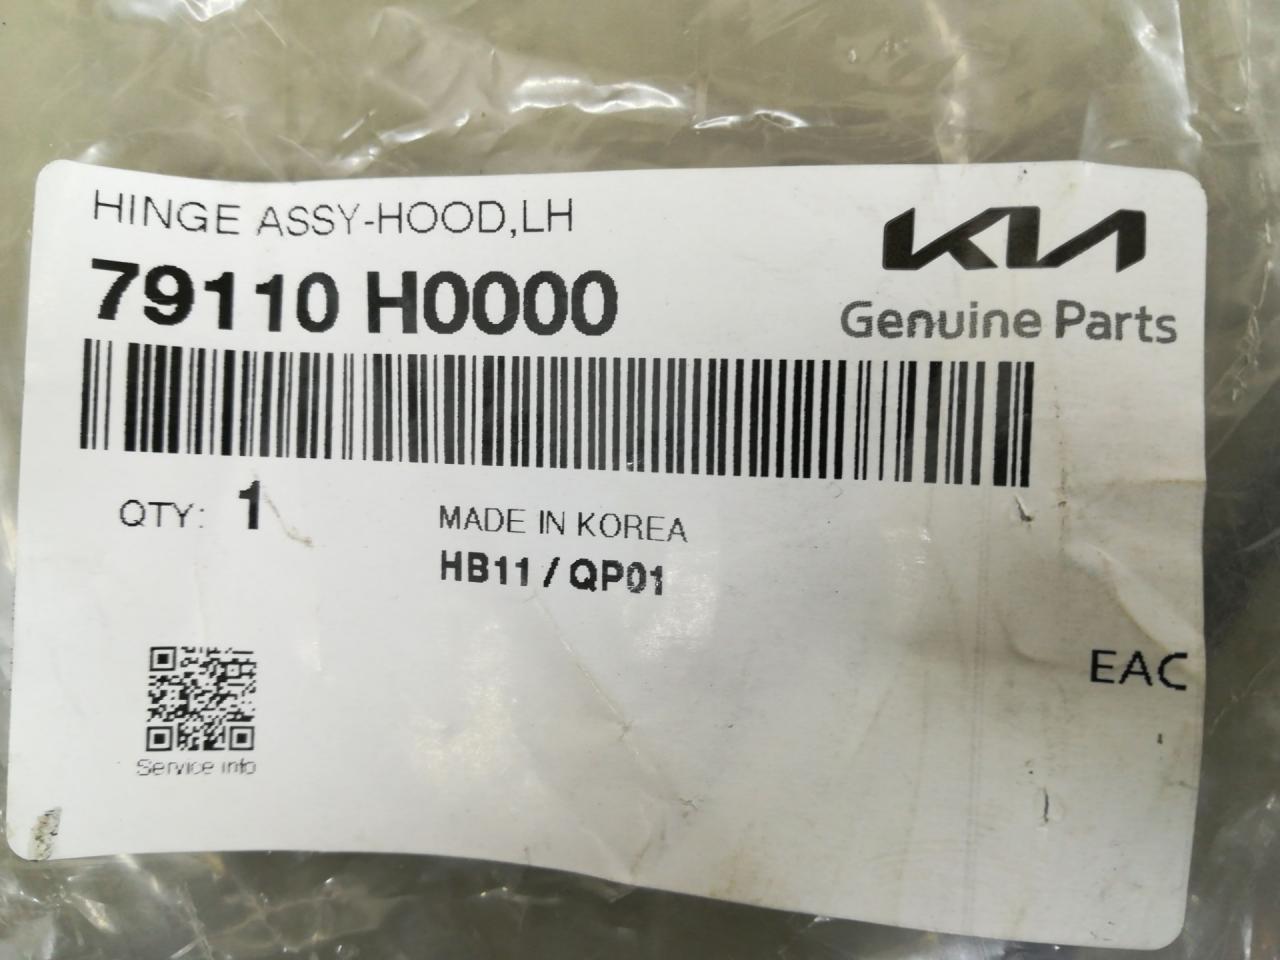 HINGE ASSY-HOOD,LH
79110 H0000
KIA
Genuine Parts
QTY: 1
MADE IN KOREA
HB11 / QP01
EAC
Service info